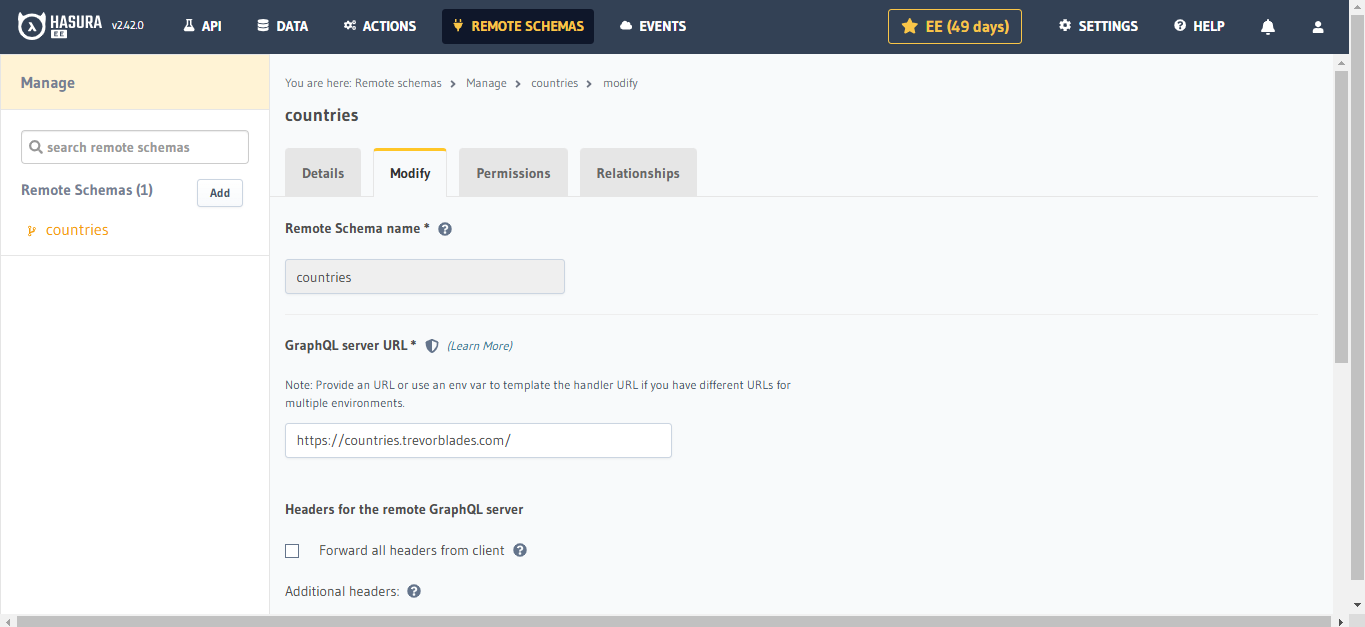 HASURA EE v2.42.0 API DATA ACTIONS REMOTE SCHEMAS EVENTS EE (49 days) SETTINGS HELP
Manage
search remote schemas
Remote Schemas (1) Add
countries
You are here: Remote schemas > Manage > countries > modify
countries
Details Modify Permissions Relationships
Remote Schema name *
countries
GraphQL server URL * (Learn More)
Note: Provide an URL or use an env var to template the handler URL if you have different URLs for
multiple environments.
https://countries.trevorblades.com/
Headers for the remote GraphQL server
Forward all headers from client
Additional headers: